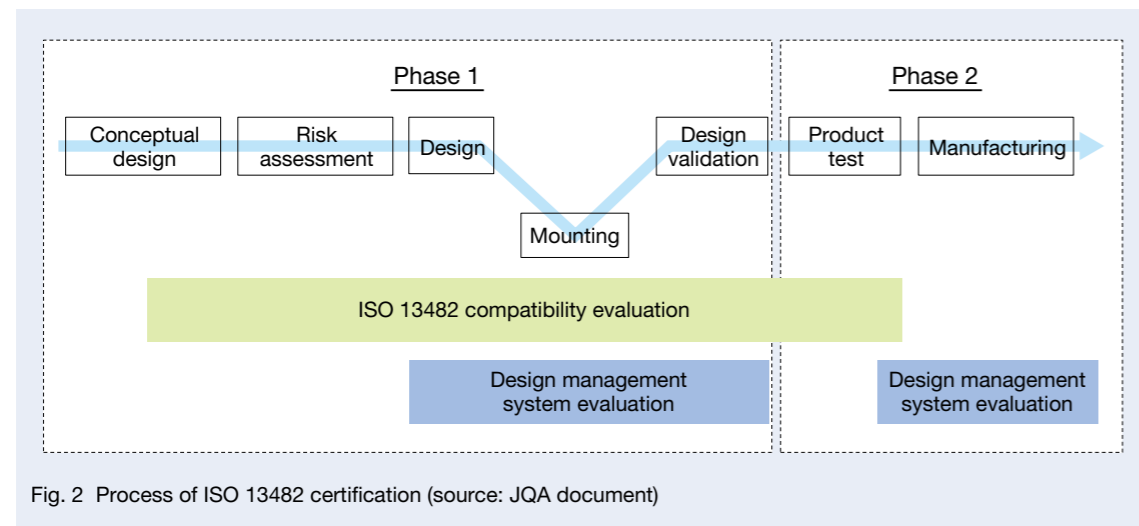 Phase 1
Phase 2
Conceptual
design
Risk
assessment
Design
Mounting
Design
validation
Product
test
Manufacturing
ISO 13482 compatibility evaluation
Design management
system evaluation
Design management
system evaluation
Fig. 2 Process of ISO 13482 certification (source: JQA document)